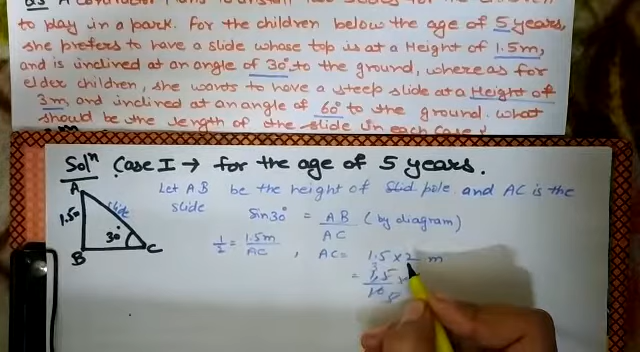 to play in a park. for the children below the age of 5 years,
she prefers to have a slide whose top is at a Height of 1.5m,
and is inclined at an angle of 30° to the ground, where as for
elder children, she wants to have a steep slide at a Height of
3m, and inclined at an angle of 60° to the ground. what
should be the length of the slide in each case?
Solⁿ Case I → for the age of 5 years.
Let AB be the height of pole and AC is the
slide
A
1.5m
slide
30°
B
C
Sin30° = AB/AC (by diagram)
1/2 = 1.5m/AC , AC = 1.5 × 2 m